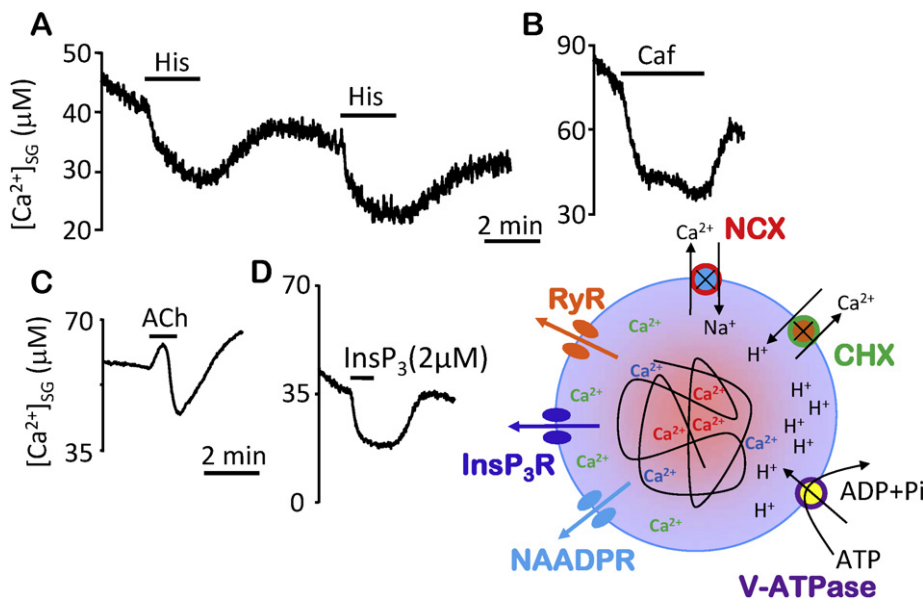 A
His
His
[Ca²⁺]SG (μM)
50
40
30
20
2 min
B
Caf
90
60
30
C
ACh
[Ca²⁺]SG (μM)
70
35
2 min
D
InsP₃(2μM)
70
35
0
Ca²⁺ NCX
RyR
Na⁺
Ca²⁺
H⁺
CHX
Ca²⁺
Ca²⁺
Ca²⁺
Ca²⁺
Ca²⁺ Ca²⁺
Ca²⁺
Ca²⁺
Ca²⁺
Ca²⁺
H⁺
H⁺
H⁺
H⁺
H⁺
H⁺
InsP₃R
NAADPR
ADP+Pi
ATP
V-ATPase